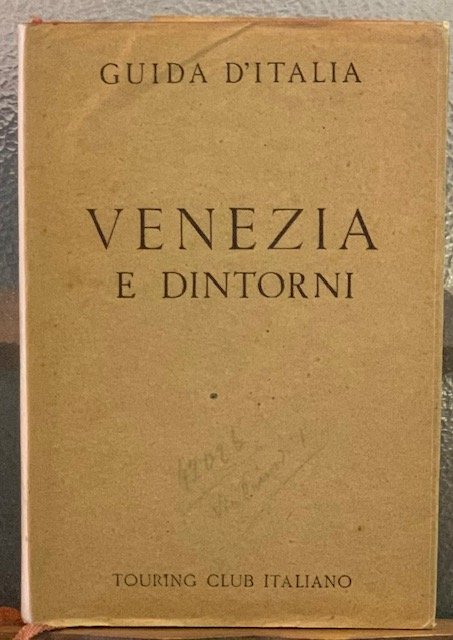 GUIDA D'ITALIA
VENEZIA
E DINTORNI
TOURING CLUB ITALIANO